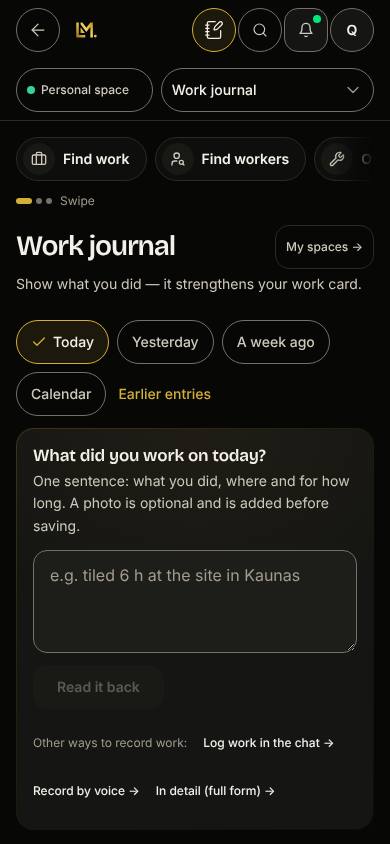 LM.
Q
Personal space
Work journal
Find work
Find workers
Swipe
Work journal
My spaces →
Show what you did — it strengthens your work card.
Today
Yesterday
A week ago
Calendar
Earlier entries
What did you work on today?
One sentence: what you did, where and for how
long. A photo is optional and is added before
saving.
e.g. tiled 6 h at the site in Kaunas
Read it back
Other ways to record work:
Log work in the chat →
Record by voice →
In detail (full form) →